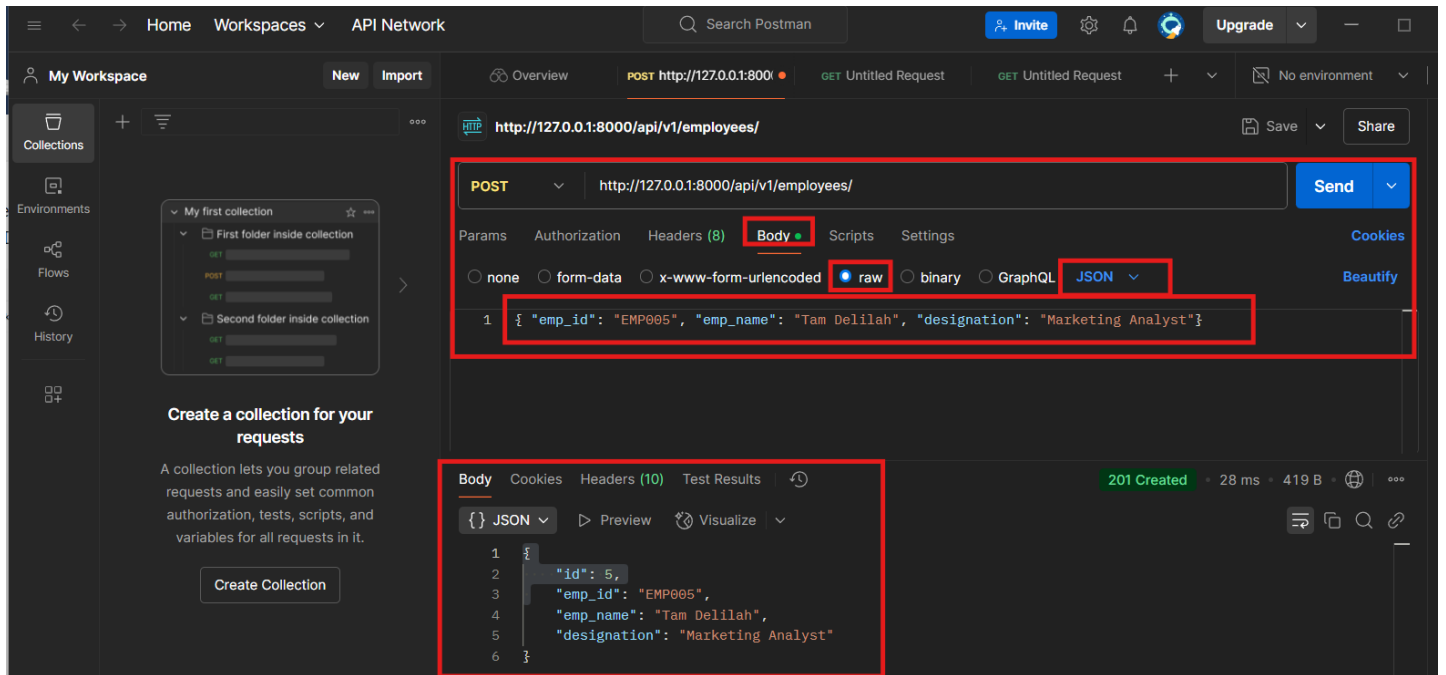 Home Workspaces API Network Search Postman Invite Upgrade
My Workspace New Import Overview POST http://127.0.0.1:800( GET Untitled Request GET Untitled Request No environment
Collections
Environments
Flows
History
My first collection
First folder inside collection
GET
POST
GET
Second folder inside collection
GET
GET
Create a collection for your
requests
A collection lets you group related
requests and easily set common
authorization, tests, scripts, and
variables for all requests in it.
Create Collection
HTTP http://127.0.0.1:8000/api/v1/employees/ Save Share
POST http://127.0.0.1:8000/api/v1/employees/ Send
Params Authorization Headers (8) Body Scripts Settings Cookies
none form-data x-www-form-urlencoded raw binary GraphQL JSON Beautify
1 { "emp_id": "EMP005", "emp_name": "Tam Delilah", "designation": "Marketing Analyst"}
Body Cookies Headers (10) Test Results 201 Created 28 ms 419 B
{} JSON Preview Visualize
1 {
2 "id": 5,
3 "emp_id": "EMP005",
4 "emp_name": "Tam Delilah",
5 "designation": "Marketing Analyst"
6 }